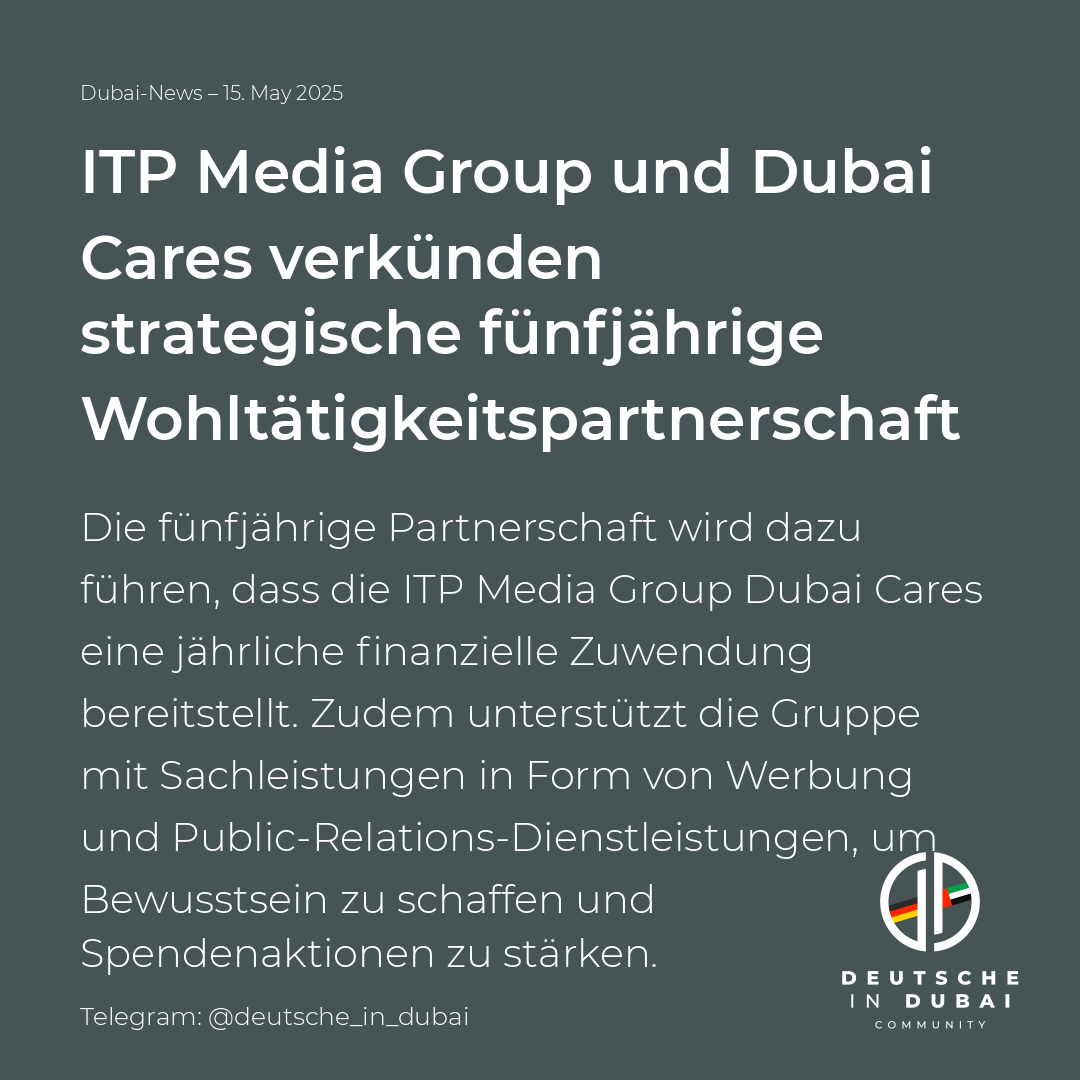 Dubai-News – 15. May 2025
ITP Media Group und Dubai
Cares verkünden
strategische fünfjährige
Wohltätigkeitspartnerschaft
Die fünfjährige Partnerschaft wird dazu
führen, dass die ITP Media Group Dubai Cares
eine jährliche finanzielle Zuwendung
bereitstellt. Zudem unterstützt die Gruppe
mit Sachleistungen in Form von Werbung
und Public-Relations-Dienstleistungen, um
Bewusstsein zu schaffen und
Spendenaktionen zu stärken.
Telegram: @deutsche_in_dubai
DEUTSCHE
IN DUBAI
COMMUNITY